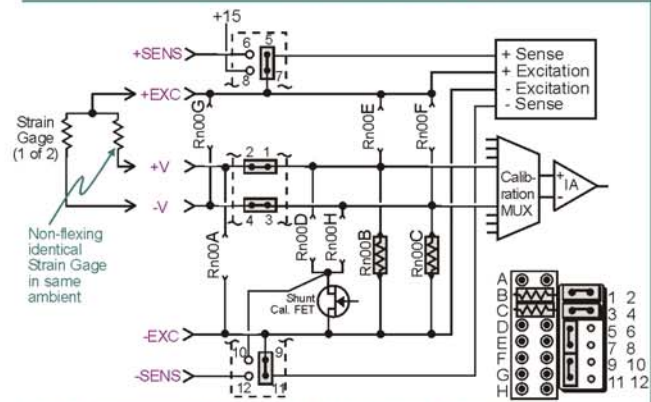 +15
+SENS
6
5
8
7
+ Sense
+ Excitation
- Excitation
- Sense
+EXC
Rn00G
Rn00E
Rn00F
Strain
Gage
(1 of 2)
+V
2
1
Calib-
ration
MUX
+
-
IA
-V
4
3
Rn00A
Rn00D
Rn00H
Rn00B
Rn00C
Non-flexing
identical
Strain Gage
in same
ambient
Shunt
Cal. FET
-EXC
10
9
-SENS
12
11
A
B
1 2
C
3 4
D
5 6
E
7 8
F
9 10
G
11 12
H